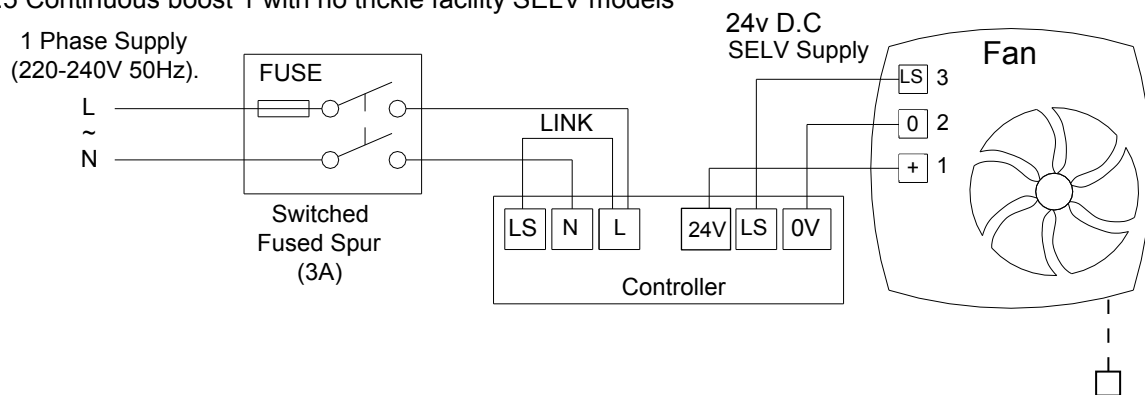 Continuous boost 1 with no trickle facility SELV models
1 Phase Supply
(220-240V 50Hz).
L
~
N
FUSE
Switched
Fused Spur
(3A)
LINK
LS N L 24V LS 0V
Controller
24v D.C
SELV Supply
Fan
LS 3
0 2
+ 1